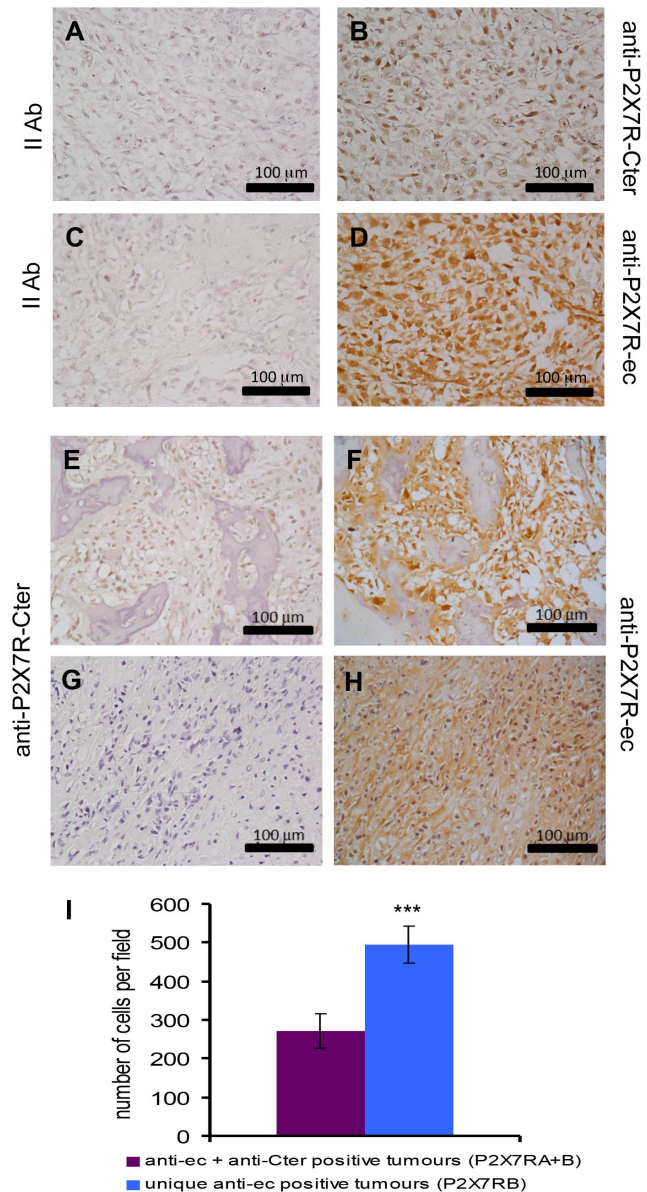 A
B
II Ab
anti-P2X7R-Cter
100 µm
100 µm
C
D
II Ab
anti-P2X7R-ec
100 µm
100 µm
E
F
100 µm
100 µm
anti-P2X7R-Cter
anti-P2X7R-ec
G
H
100 µm
100 µm
I
600
***
500
400
300
200
100
0
number of cells per field
anti-ec + anti-Cter positive tumours (P2X7RA+B)
unique anti-ec positive tumours (P2X7RB)